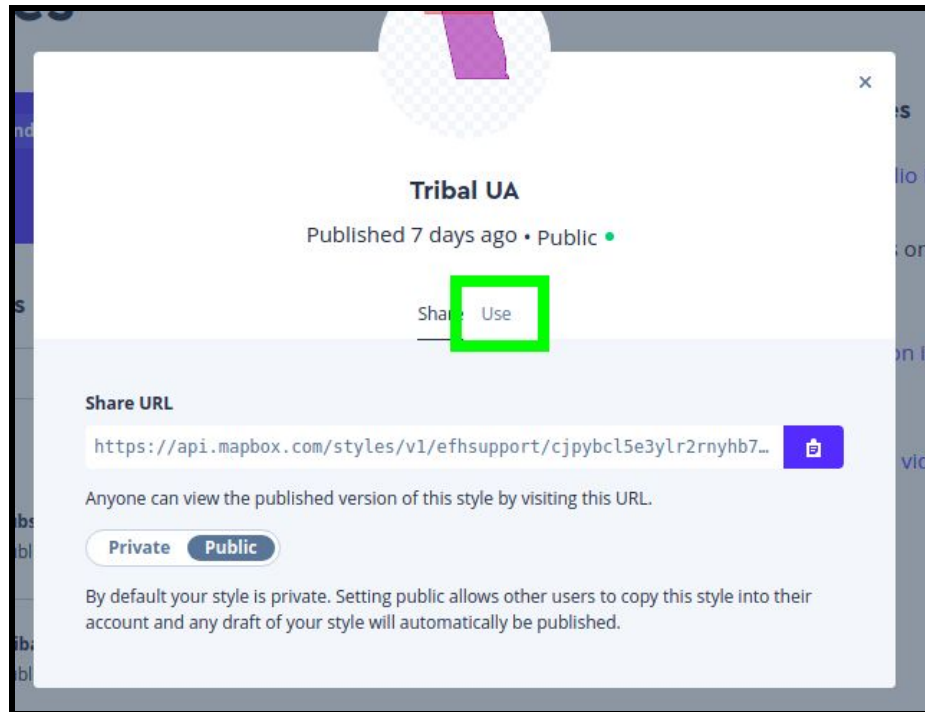 Tribal UA
Published 7 days ago • Public
Share Use
Share URL
https://api.mapbox.com/styles/v1/efhsupport/cjpybcl5e3ylr2rnyhb7…
Anyone can view the published version of this style by visiting this URL.
Private Public
By default your style is private. Setting public allows other users to copy this style into their
account and any draft of your style will automatically be published.